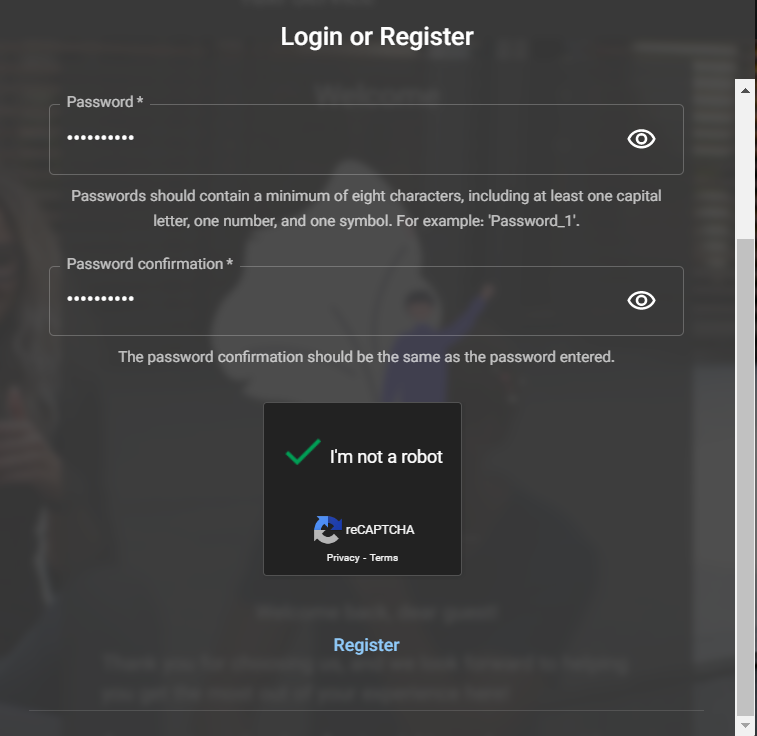 Login or Register
Welcome
Password *
••••••••••
Passwords should contain a minimum of eight characters, including at least one capital
letter, one number, and one symbol. For example: 'Password_1'.
Password confirmation *
••••••••••
The password confirmation should be the same as the password entered.
I'm not a robot
reCAPTCHA
Privacy - Terms
Register